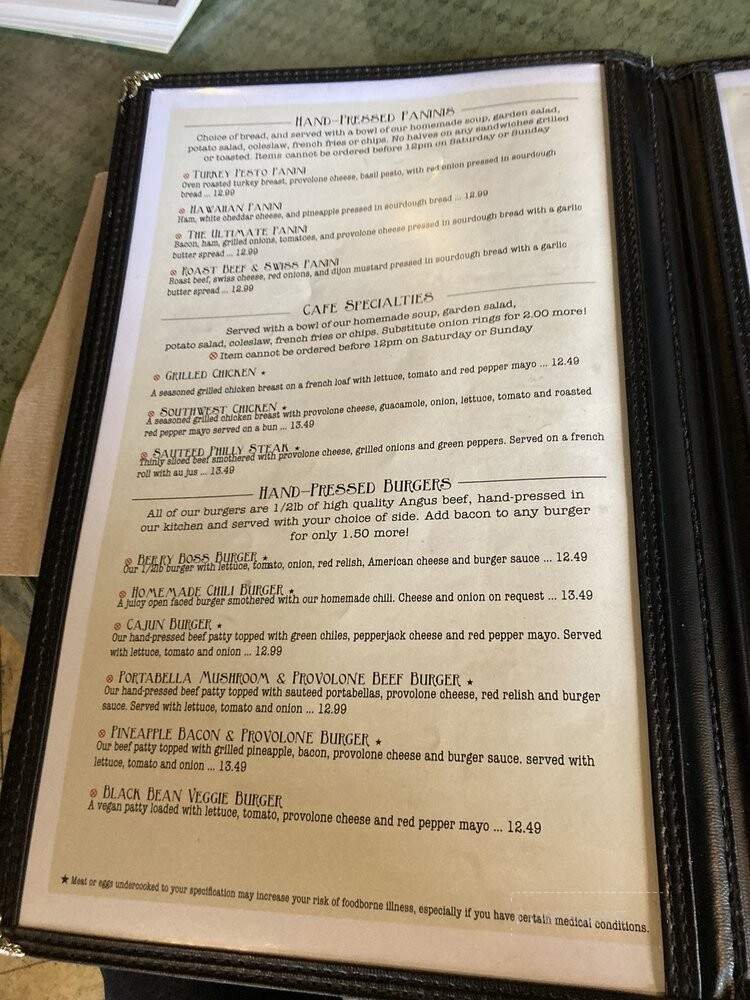 HAND-PRESSED PANINIS
Choice of bread, and served with a bowl of our homemade soup, garden salad,
potato salad, coleslaw, french fries or chips. No halves on any sandwiches grilled
or toasted. Items cannot be ordered before 12pm on Saturday or Sunday
TURKEY PESTO PANINI
Oven roasted turkey breast, provolone cheese, basil pesto, with red onion pressed in sourdough
bread ... 12.99
HAWAIIAN PANINI
Ham, white cheddar cheese, and pineapple pressed in sourdough bread ... 12.99
THE ULTIMATE PANINI
Bacon, ham, grilled onions, tomatoes, and provolone cheese pressed in sourdough bread with a garlic
butter spread ... 12.99
ROAST BEEF & SWISS PANINI
Roast beef, swiss cheese, red onions, and dijon mustard pressed in sourdough bread with a garlic
butter spread ... 12.99
CAFE SPECIALTIES
Served with a bowl of our homemade soup, garden salad,
potato salad, coleslaw, french fries or chips. Substitute onion rings for 2.00 more!
Item cannot be ordered before 12pm on Saturday or Sunday
GRILLED CHICKEN ★
A seasoned grilled chicken breast on a french loaf with lettuce, tomato and red pepper mayo ... 12.49
SOUTHWEST CHICKEN ★
A seasoned grilled chicken breast with provolone cheese, guacamole, onion, lettuce, tomato and roasted
red pepper mayo served on a bun ... 13.49
SAUTEED PHILLY STEAK ★
Thinly sliced beef smothered with provolone cheese, grilled onions and green peppers. Served on a french
roll with au jus ... 13.49
HAND-PRESSED BURGERS
All of our burgers are 1/2lb of high quality Angus beef, hand-pressed in
our kitchen and served with your choice of side. Add bacon to any burger
for only 1.50 more!
BERRY BOSS BURGER ★
Our 1/2lb burger with lettuce, tomato, onion, red relish, American cheese and burger sauce ... 12.49
HOMEMADE CHILI BURGER ★
A juicy open faced burger smothered with our homemade chili. Cheese and onion on request ... 13.49
CAJUN BURGER ★
Our hand-pressed beef patty topped with green chiles, pepperjack cheese and red pepper mayo. Served
with lettuce, tomato and onion ... 12.99
PORTABELLA MUSHROOM & PROVOLONE BEEF BURGER ★
Our hand-pressed beef patty topped with sauteed portabellas, provolone cheese, red relish and burger
sauce. Served with lettuce, tomato and onion ... 12.99
PINEAPPLE BACON & PROVOLONE BURGER ★
Our beef patty topped with grilled pineapple, bacon, provolone cheese and burger sauce. served with
lettuce, tomato and onion ... 13.49
BLACK BEAN VEGGIE BURGER
A vegan patty loaded with lettuce, tomato, provolone cheese and red pepper mayo ... 12.49
★ Meat or eggs undercooked to your specification may increase your risk of foodborne illness, especially if you have certain medical conditions.